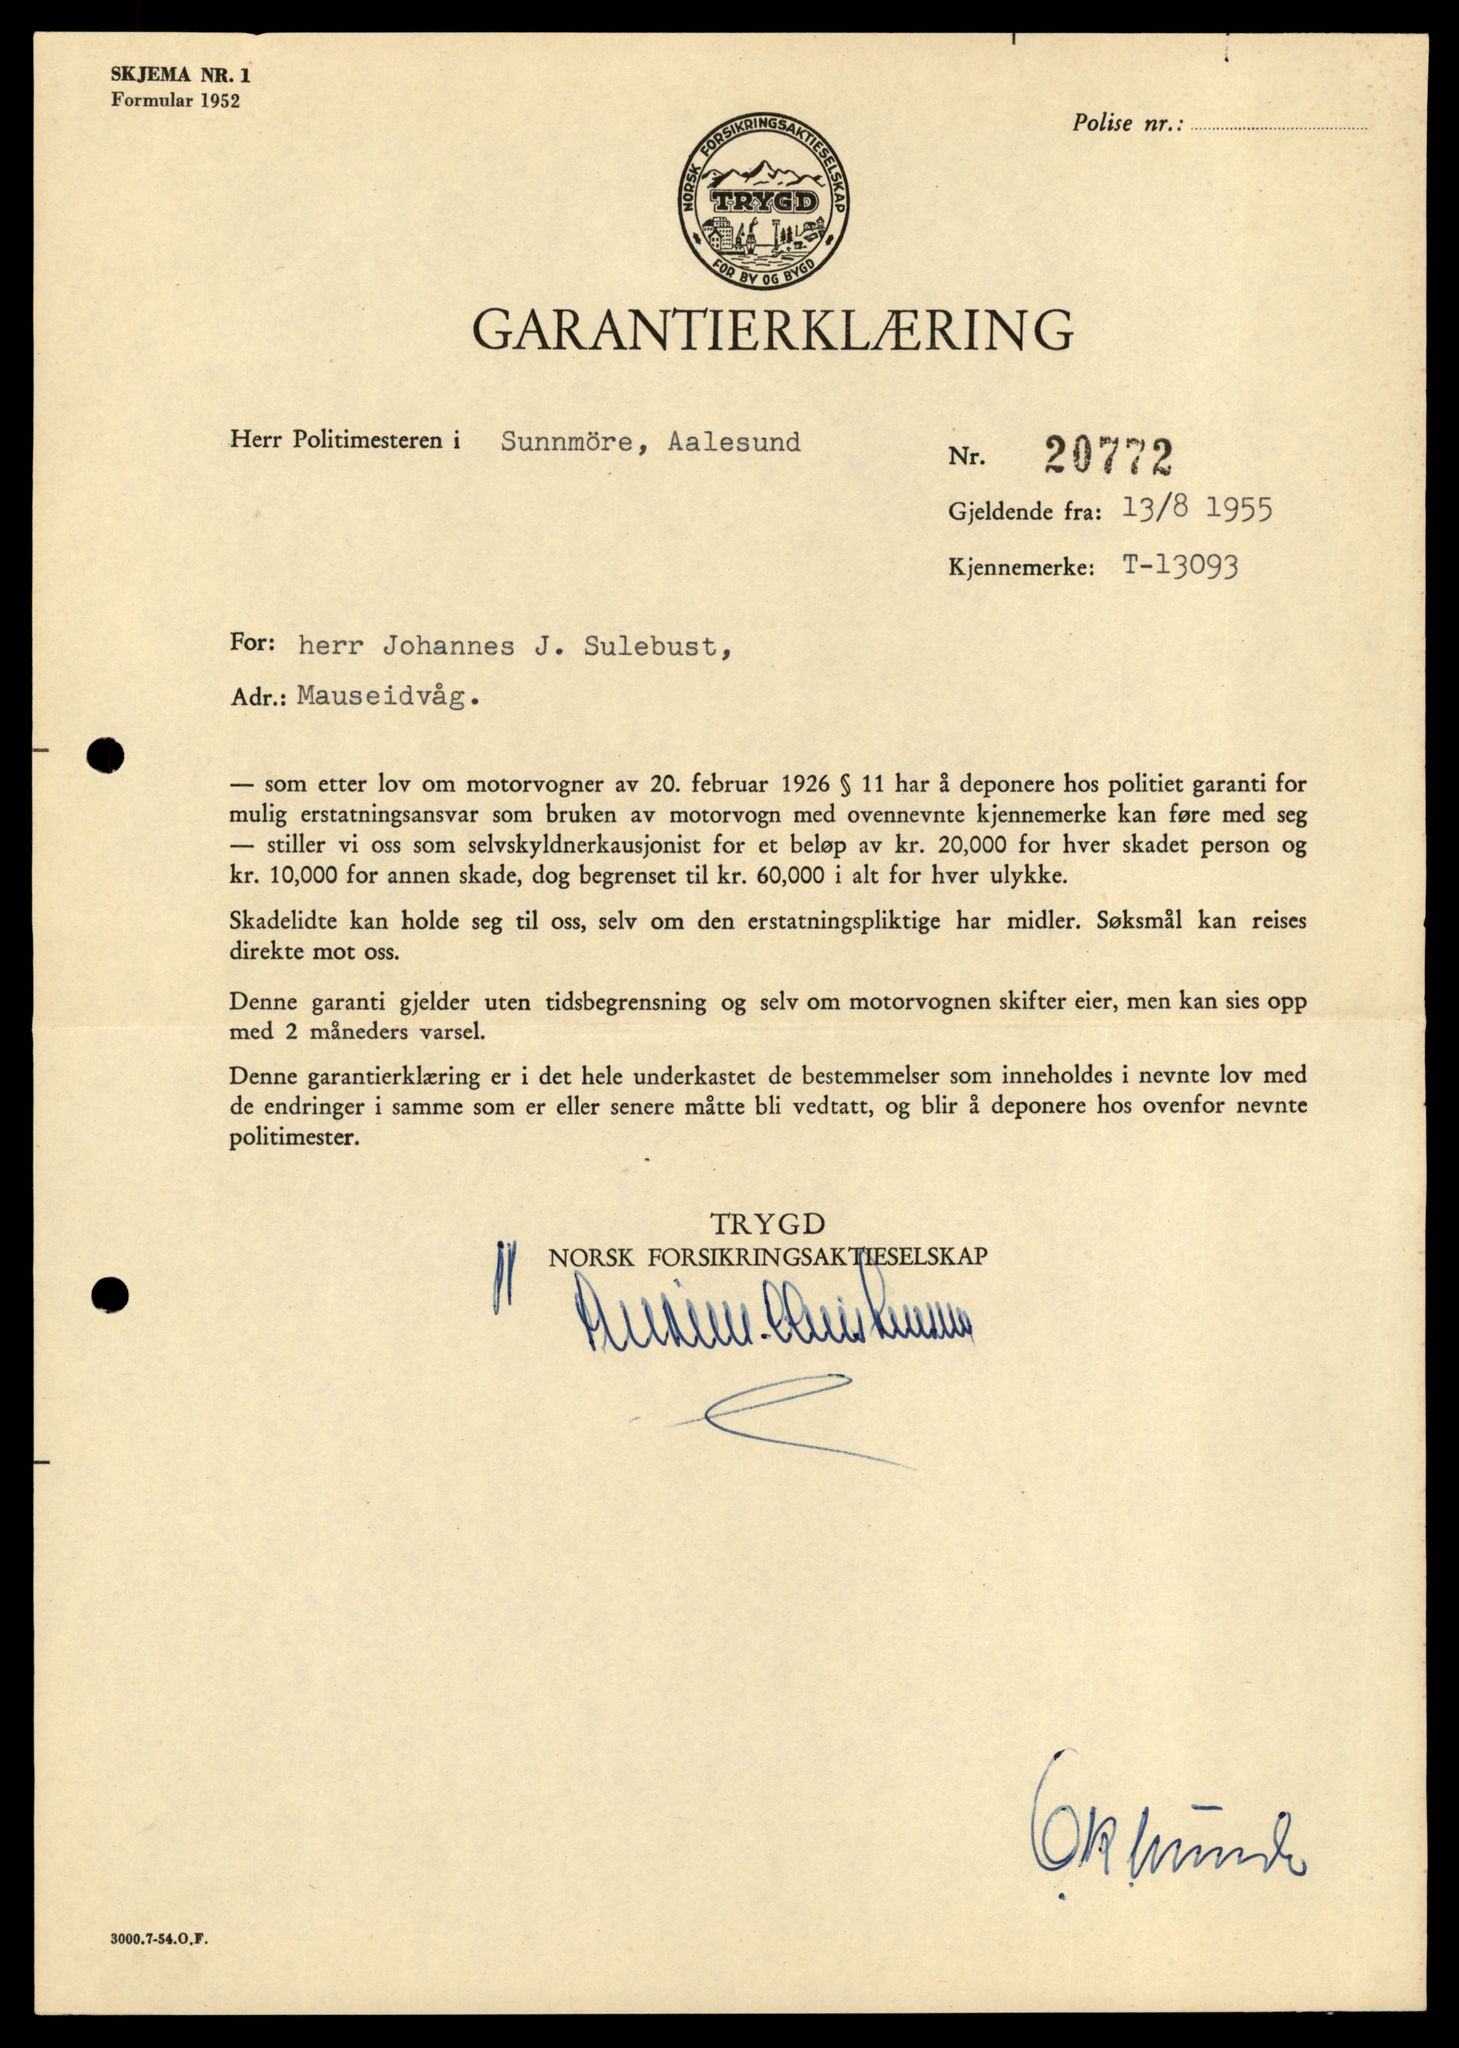 SKJEMA NR. 1
Formular 1952
Polise nr.:
NORSK FORSIKRINGSAKTIESELSKAP
TRYGD
FOR BY OG BYGD
GARANTIERKLÆRING
Herr Politimesteren i Sunnmöre, Aalesund
Nr. 20772
Gjeldende fra: 13/8 1955
Kjennemerke: T-13093
For: herr Johannes J. Sulebust,
Adr.: Mauseidvåg.
— som etter lov om motorvogner av 20. februar 1926 § 11 har å deponere hos politiet garanti for
mulig erstatningsansvar som bruken av motorvogn med ovennevnte kjennemerke kan føre med seg
— stiller vi oss som selvskyldnerkausjonist for et beløp av kr. 20,000 for hver skadet person og
kr. 10,000 for annen skade, dog begrenset til kr. 60,000 i alt for hver ulykke.
Skadelidte kan holde seg til oss, selv om den erstatningspliktige har midler. Søksmål kan reises
direkte mot oss.
Denne garanti gjelder uten tidsbegrensning og selv om motorvognen skifter eier, men kan sies opp
med 2 måneders varsel.
Denne garantierklæring er i det hele underkastet de bestemmelser som inneholdes i nevnte lov med
de endringer i samme som er eller senere måtte bli vedtatt, og blir å deponere hos ovenfor nevnte
politimester.
TRYGD
NORSK FORSIKRINGSAKTIESELSKAP
3000.7-54.O.F.